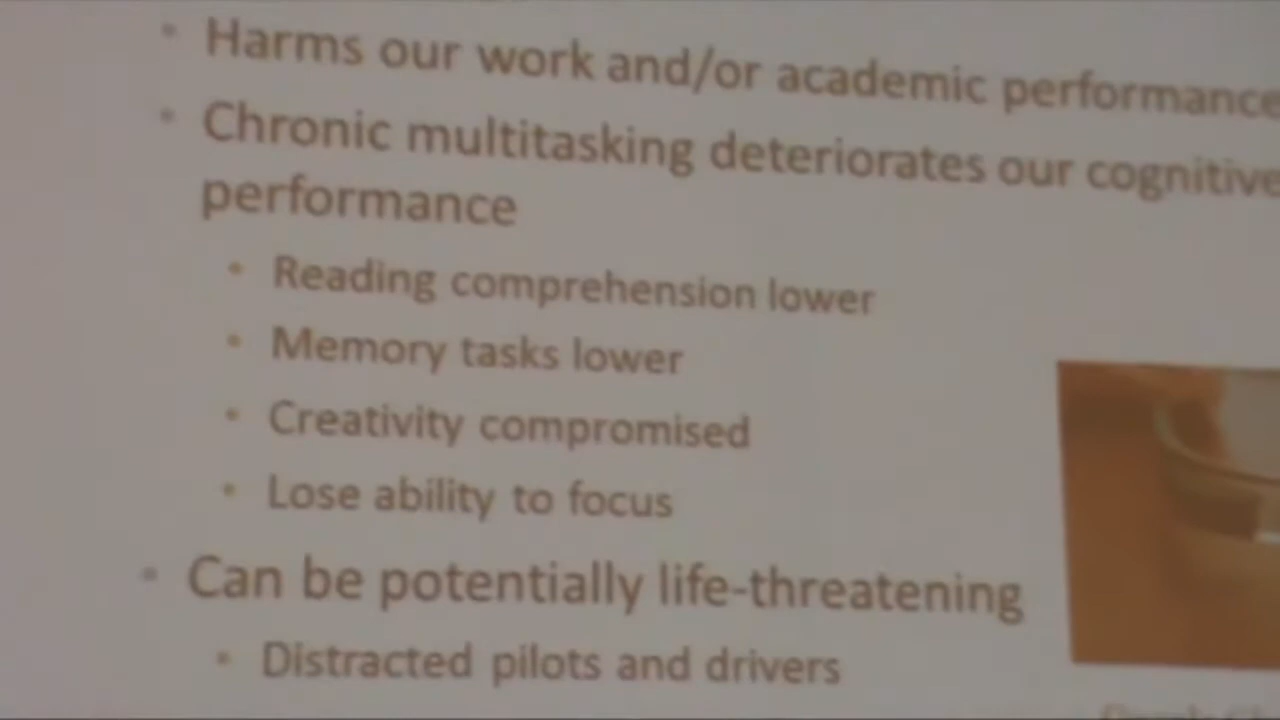 • Harms our work and/or academic performance
• Chronic multitasking deteriorates our cognitive
performance
• Reading comprehension lower
• Memory tasks lower
• Creativity compromised
• Lose ability to focus
• Can be potentially life-threatening
• Distracted pilots and drivers